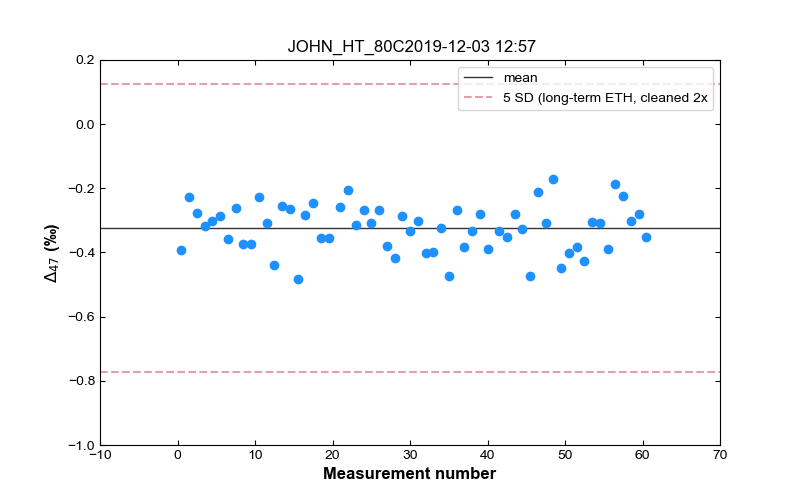 JOHN_HT_80C2019-12-03 12:57
mean
5 SD (long-term ETH, cleaned 2x
0.2
0.0
−0.2
−0.4
−0.6
−0.8
−1.0
Δ47 (‰)
−10 0 10 20 30 40 50 60 70
Measurement number